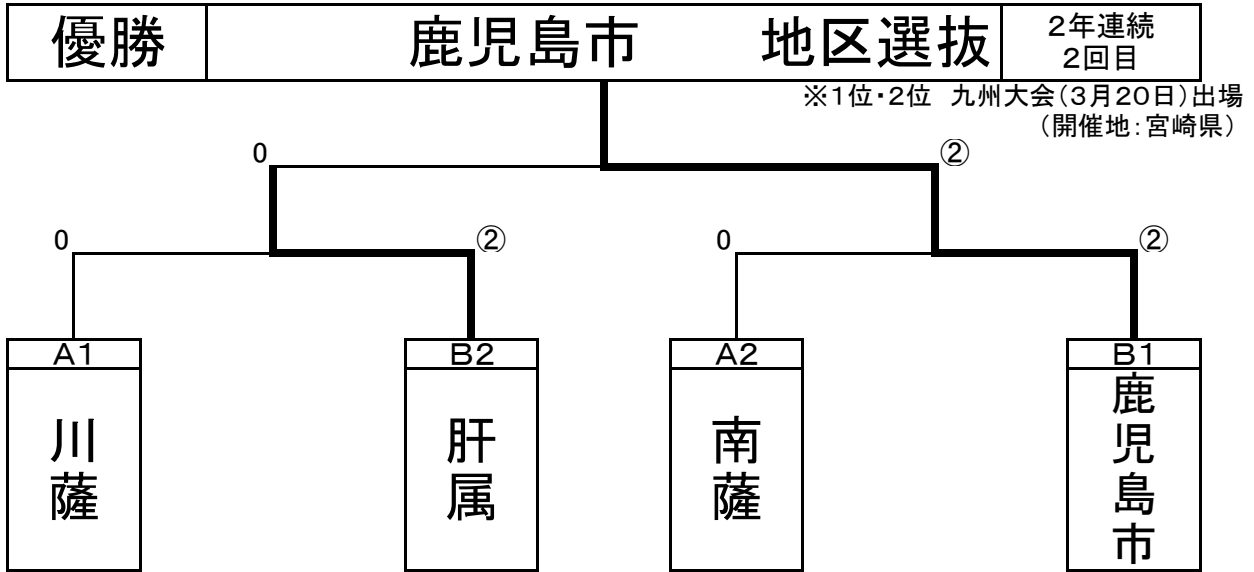 優勝 鹿児島市 地区選抜 2年連続
2回目
※1位・2位 九州大会(3月20日)出場
(開催地:宮崎県)
0 ②
0 ② 0 ②
A1 B2 A2 B1
川薩
肝属
南薩
鹿児島市